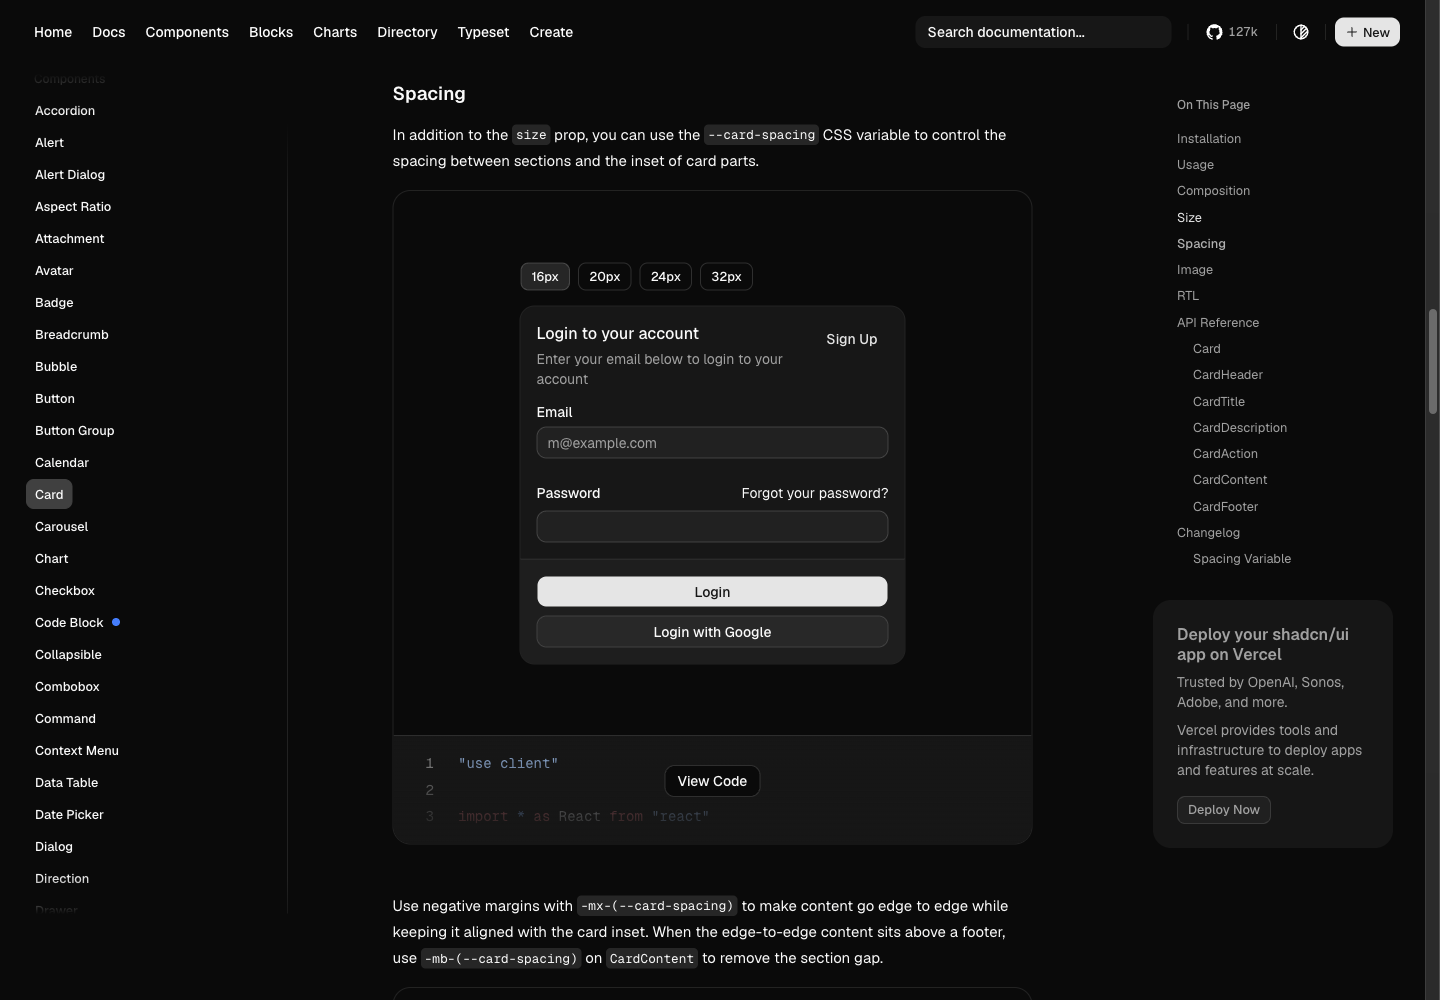 Home
Docs
Components
Blocks
Charts
Directory
Typeset
Create
Search documentation...
127k
New
Components
Accordion
Alert
Alert Dialog
Aspect Ratio
Attachment
Avatar
Badge
Breadcrumb
Bubble
Button
Button Group
Calendar
Card
Carousel
Chart
Checkbox
Code Block
Collapsible
Combobox
Command
Context Menu
Data Table
Date Picker
Dialog
Direction
Drawer
Spacing
In addition to the size prop, you can use the --card-spacing CSS variable to control the
spacing between sections and the inset of card parts.
16px
20px
24px
32px
Login to your account
Sign Up
Enter your email below to login to your
account
Email
m@example.com
Password
Forgot your password?
Login
Login with Google
1 "use client"
2
3 import * as React from "react"
View Code
Use negative margins with -mx-(--card-spacing) to make content go edge to edge while
keeping it aligned with the card inset. When the edge-to-edge content sits above a footer,
use -mb-(--card-spacing) on CardContent to remove the section gap.
On This Page
Installation
Usage
Composition
Size
Spacing
Image
RTL
API Reference
Card
CardHeader
CardTitle
CardDescription
CardAction
CardContent
CardFooter
Changelog
Spacing Variable
Deploy your shadcn/ui
app on Vercel
Trusted by OpenAI, Sonos,
Adobe, and more.
Vercel provides tools and
infrastructure to deploy apps
and features at scale.
Deploy Now